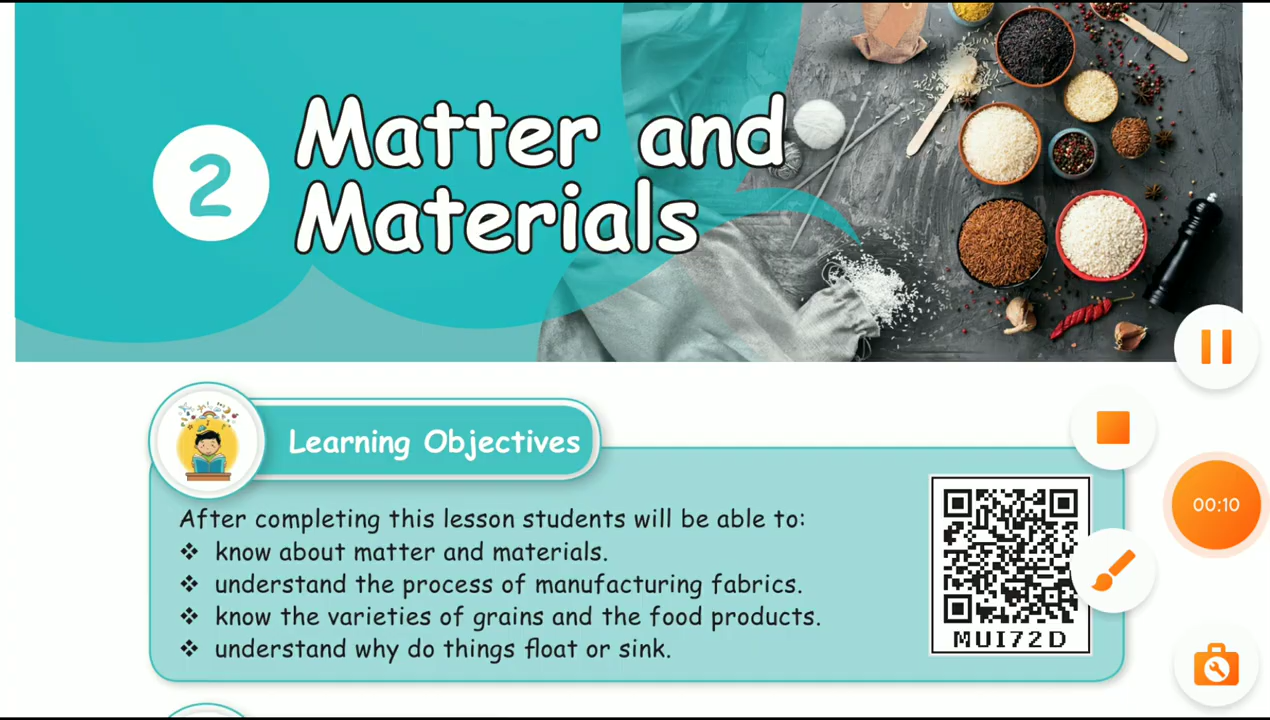 2
Matter and
Materials
Learning Objectives
After completing this lesson students will be able to:
❖ know about matter and materials.
❖ understand the process of manufacturing fabrics.
❖ know the varieties of grains and the food products.
❖ understand why do things float or sink.
MUI72D
00:10